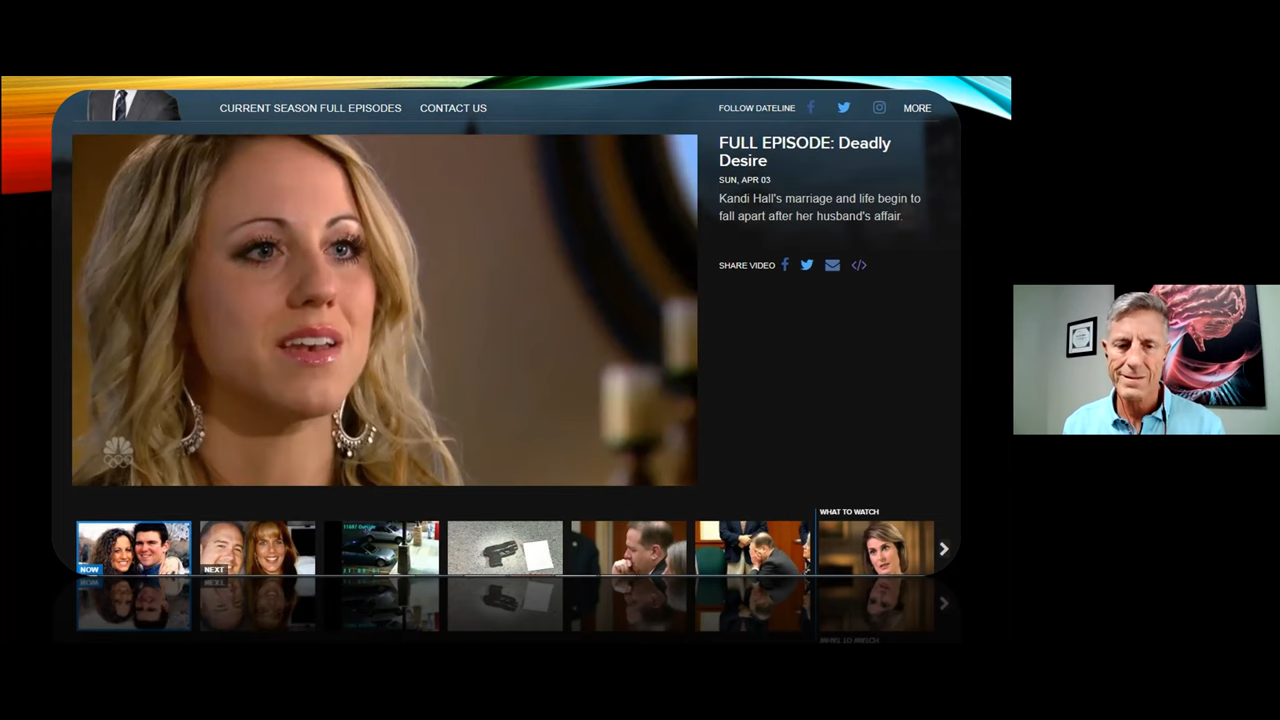 CURRENT SEASON FULL EPISODES CONTACT US FOLLOW DATELINE MORE
FULL EPISODE: Deadly
Desire
SUN, APR 03
Kandi Hall's marriage and life begin to
fall apart after her husband's affair.
SHARE VIDEO
WHAT TO WATCH
NOW
NEXT